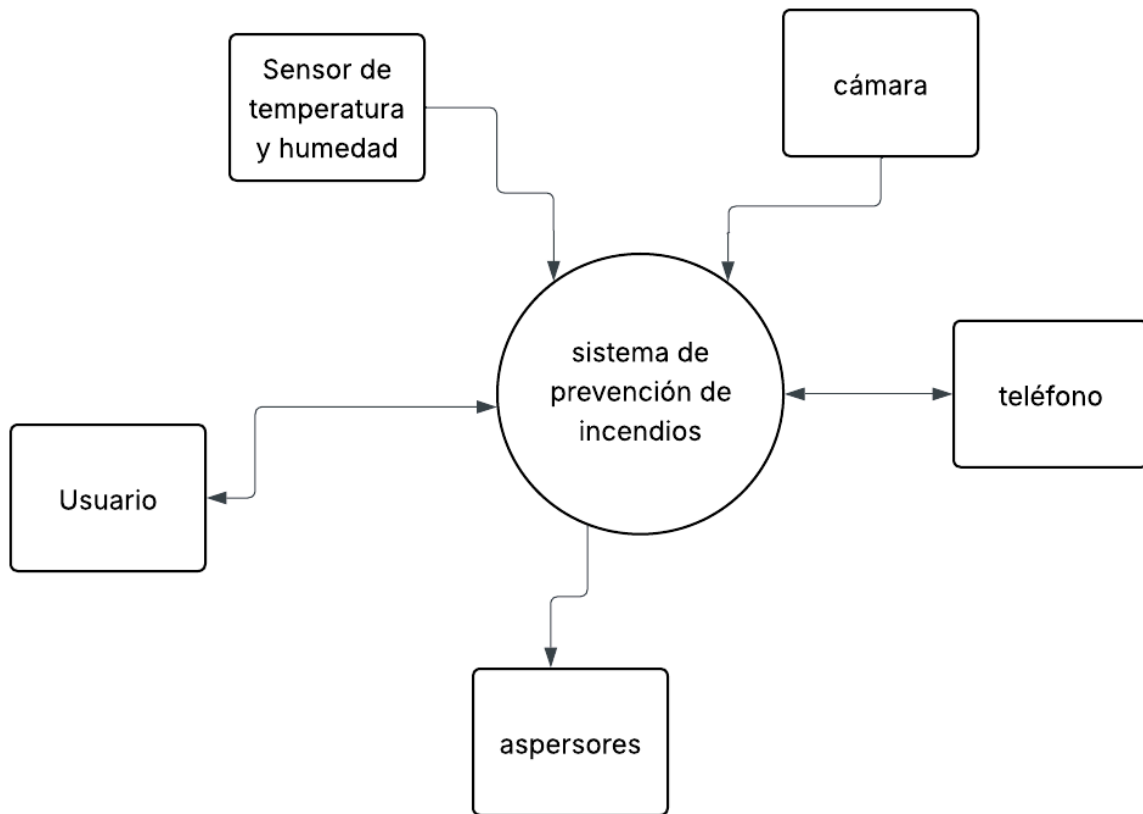 Sensor de
temperatura
y humedad
cámara
sistema de
prevención de
incendios
teléfono
Usuario
aspersores